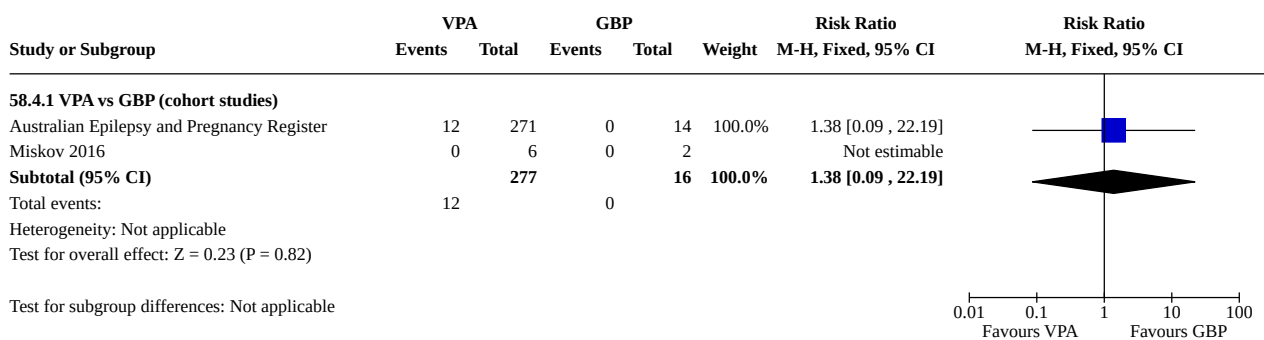 VPA GBP Risk Ratio Risk Ratio
Study or Subgroup Events Total Events Total Weight M-H, Fixed, 95% CI M-H, Fixed, 95% CI
58.4.1 VPA vs GBP (cohort studies)
Australian Epilepsy and Pregnancy Register 12 271 0 14 100.0% 1.38 [0.09 , 22.19]
Miskov 2016 0 6 0 2 Not estimable
Subtotal (95% CI) 277 16 100.0% 1.38 [0.09 , 22.19]
Total events: 12 0
Heterogeneity: Not applicable
Test for overall effect: Z = 0.23 (P = 0.82)
Test for subgroup differences: Not applicable
0.01 0.1 1 10 100
Favours VPA Favours GBP